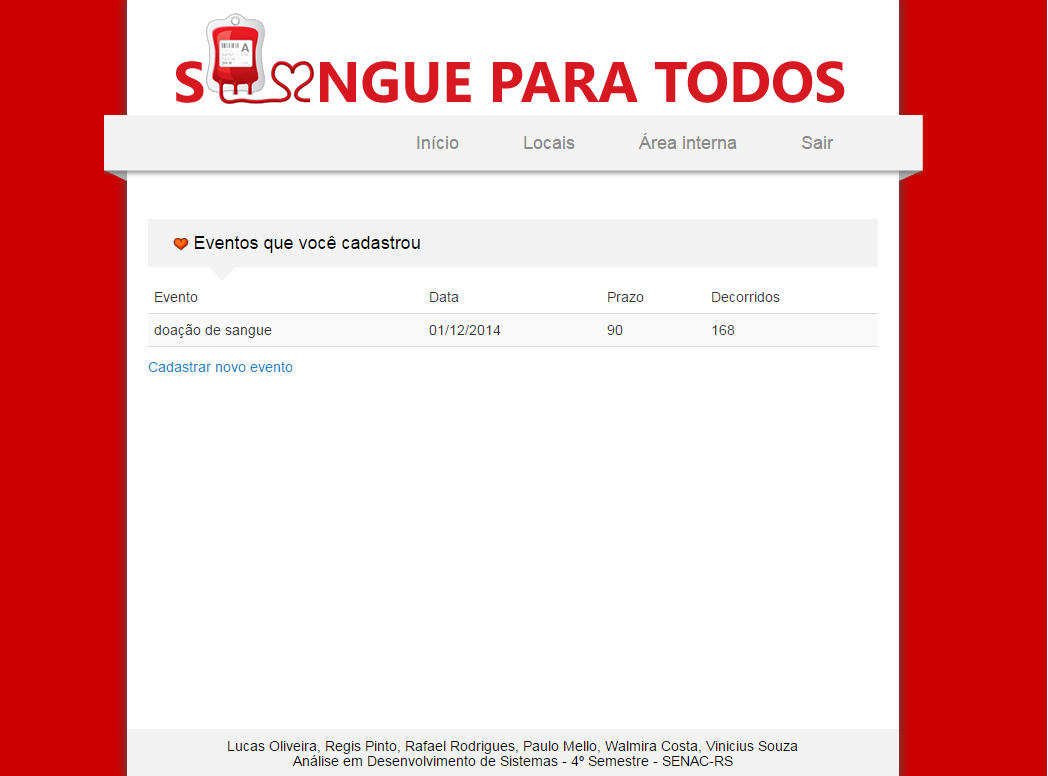 SANGUE PARA TODOS
A
Início Locais Área interna Sair
Eventos que você cadastrou
Evento Data Prazo Decorridos
doação de sangue 01/12/2014 90 168
Cadastrar novo evento
Lucas Oliveira, Regis Pinto, Rafael Rodrigues, Paulo Mello, Walmira Costa, Vinicius Souza
Análise em Desenvolvimento de Sistemas - 4º Semestre - SENAC-RS